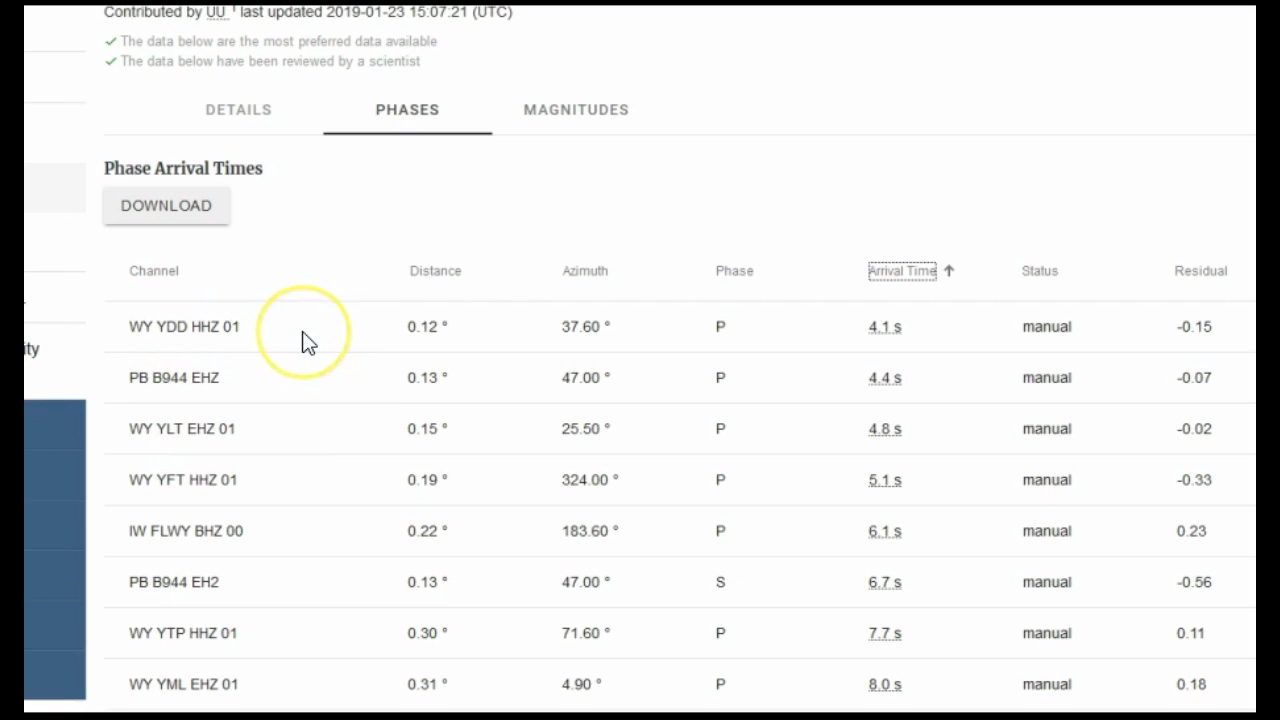 Contributed by UU 1 last updated 2019-01-23 15:07:21 (UTC)
The data below are the most preferred data available
The data below have been reviewed by a scientist
DETAILS PHASES MAGNITUDES
Phase Arrival Times
DOWNLOAD
Channel Distance Azimuth Phase Arrival Time Status Residual
WY YDD HHZ 01 0.12 ° 37.60 ° P 4.1 s manual -0.15
ity
PB B944 EHZ 0.13 ° 47.00 ° P 4.4 s manual -0.07
WY YLT EHZ 01 0.15 ° 25.50 ° P 4.8 s manual -0.02
WY YFT HHZ 01 0.19 ° 324.00 ° P 5.1 s manual -0.33
IW FLWY BHZ 00 0.22 ° 183.60 ° P 6.1 s manual 0.23
PB B944 EH2 0.13 ° 47.00 ° S 6.7 s manual -0.56
WY YTP HHZ 01 0.30 ° 71.60 ° P 7.7 s manual 0.11
WY YML EHZ 01 0.31 ° 4.90 ° P 8.0 s manual 0.18